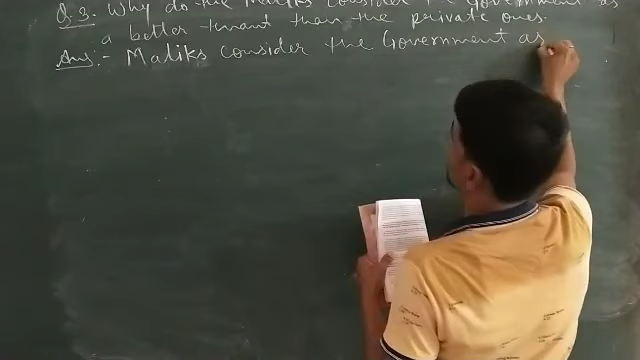 Q.3. Why do the Maliks consider the Government as
a better tenant than the private ones.
Ans:- Maliks consider the Government as